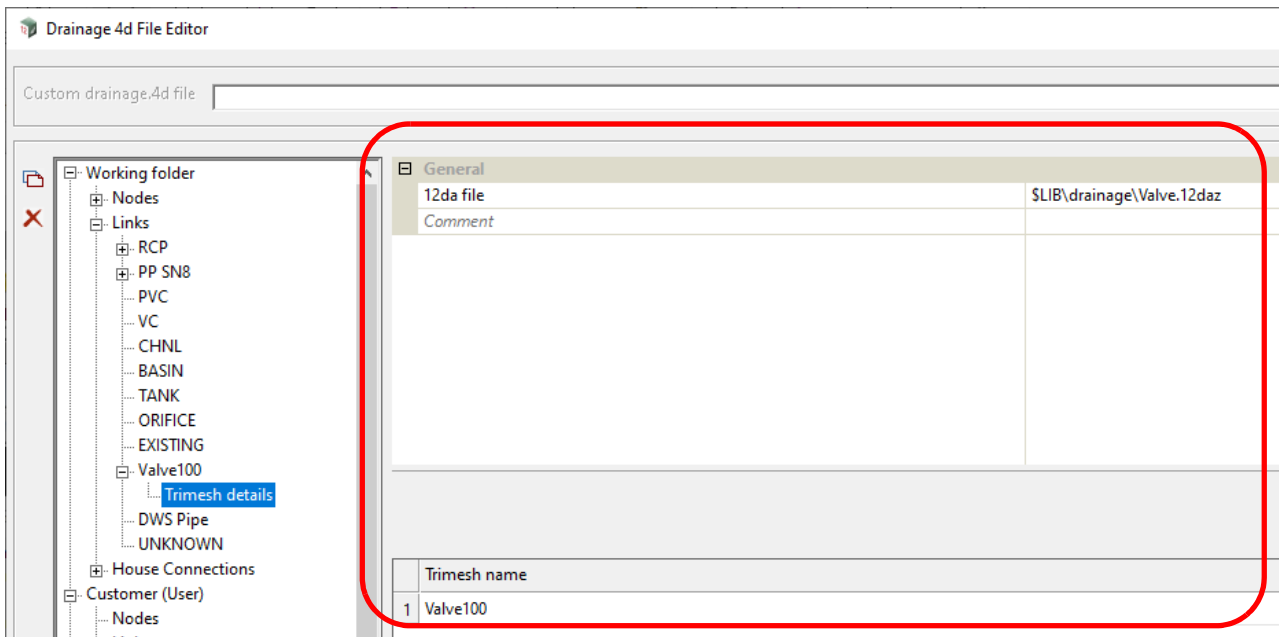 Drainage 4d File Editor
Custom drainage.4d file
Working folder
Nodes
Links
RCP
PP SN8
PVC
VC
CHNL
BASIN
TANK
ORIFICE
EXISTING
Valve100
Trimesh details
DWS Pipe
UNKNOWN
House Connections
Customer (User)
Nodes
General
12da file $LIB\drainage\Valve.12daz
Comment
Trimesh name
1 Valve100